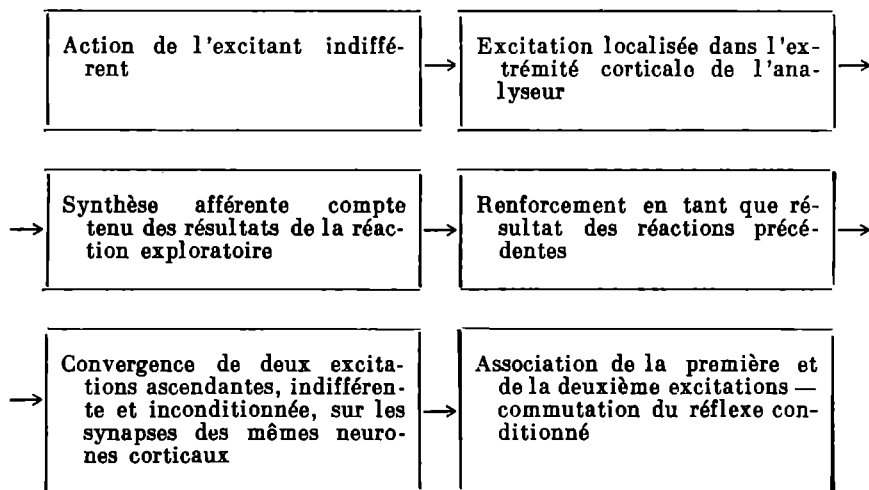 Action de l'excitant indiffé-
rent
Excitation localisée dans l'ex-
trémité corticale de l'ana-
lyseur
Synthèse afférente compte
tenu des résultats de la réac
tion exploratoire
Renforcement en tant que ré-
sultat des réactions précé-
dentes
Convergence de deux excita-
tions ascendantes, indifféren-
te et inconditionnée, sur les
synapses des mêmes neuro-
nes corticaux
Association de la première et
de la deuxième excitations —
commutation du réflexe con-
ditionné